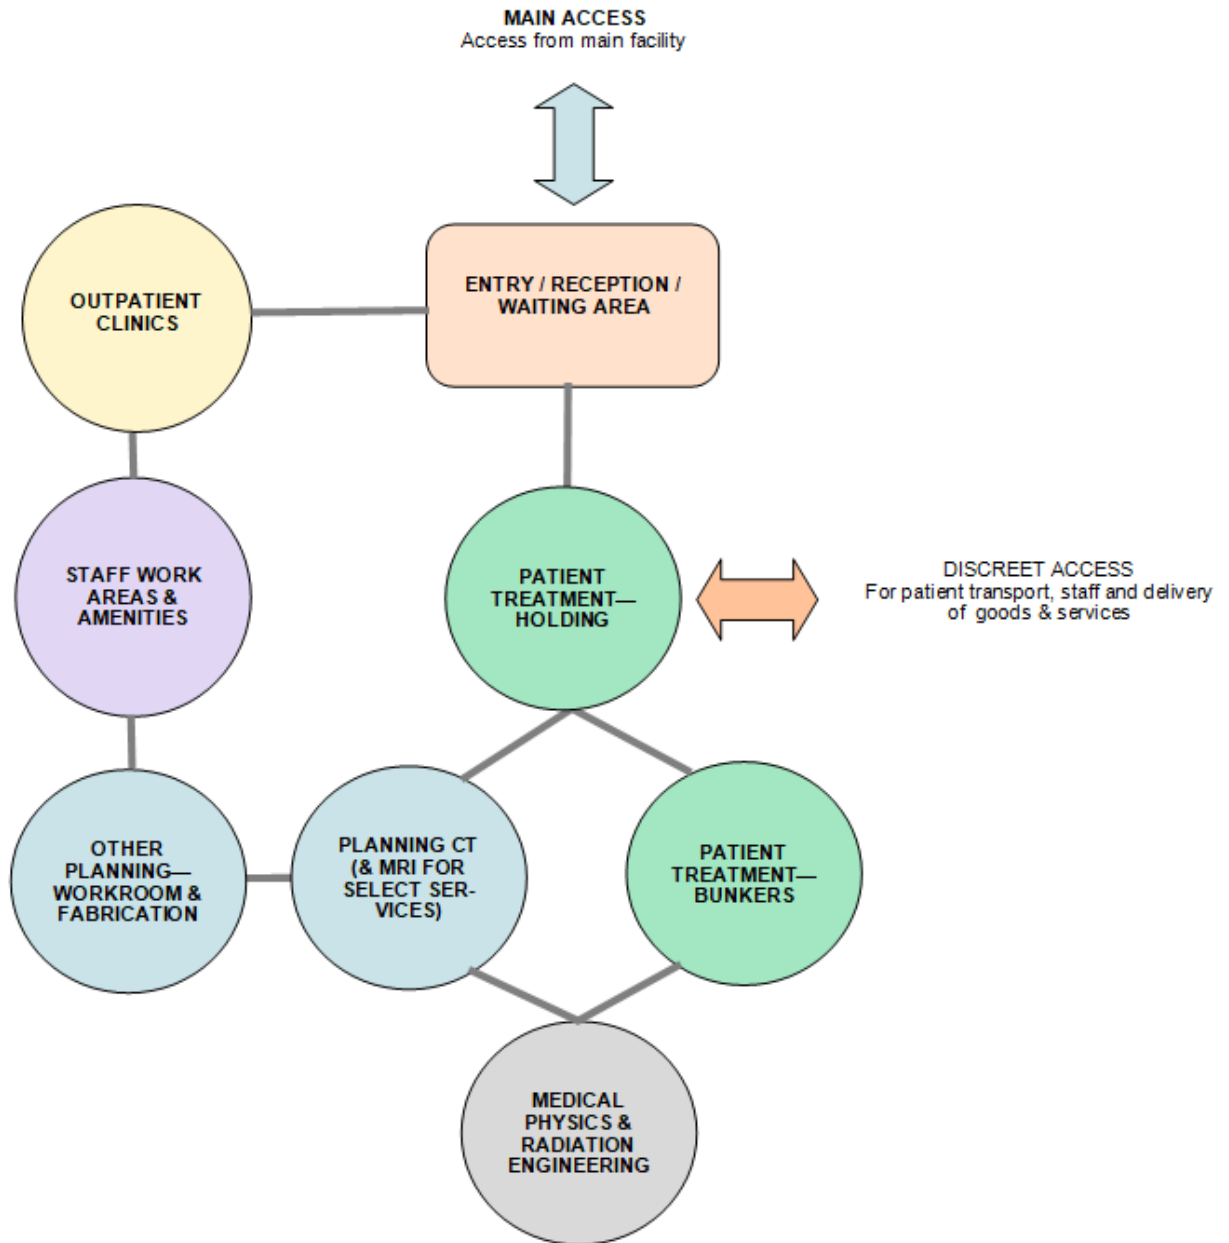 MAIN ACCESS
Access from main facility
OUTPATIENT
CLINICS
ENTRY / RECEPTION /
WAITING AREA
STAFF WORK
AREAS &
AMENITIES
PATIENT
TREATMENT—
HOLDING
DISCREET ACCESS
For patient transport, staff and delivery
of goods & services
OTHER
PLANNING—
WORKROOM &
FABRICATION
PLANNING CT
(& MRI FOR
SELECT SER-
VICES)
PATIENT
TREATMENT—
BUNKERS
MEDICAL
PHYSICS &
RADIATION
ENGINEERING